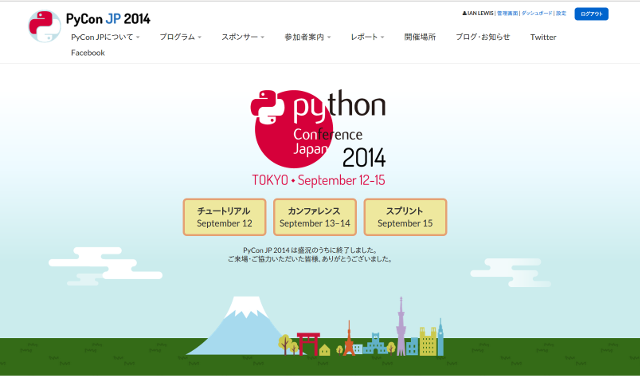 PyCon JP 2014
IAN LEWIS | 管理画面 | ダッシュボード | 設定
ログアウト
PyCon JPについて プログラム スポンサー 参加者案内 レポート 開催場所 ブログ・お知らせ Twitter
Facebook
python
Conference
Japan
2014
TOKYO • September 12-15
チュートリアル カンファレンス スプリント
September 12 September 13-14 September 15
PyCon JP 2014 は盛況のうちに終了しました。
ご来場・ご協力いただいた皆様、ありがとうございました。